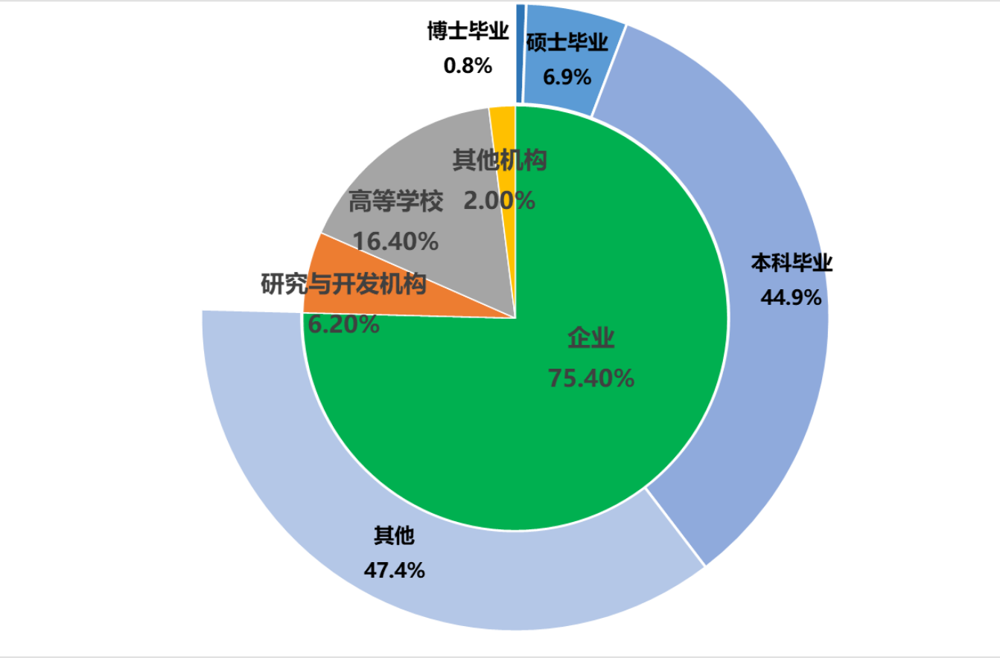 博士毕业
0.8%
硕士毕业
6.9%
其他机构
2.00%
高等学校
16.40%
研究与开发机构
6.20%
本科毕业
44.9%
企业
75.40%
其他
47.4%